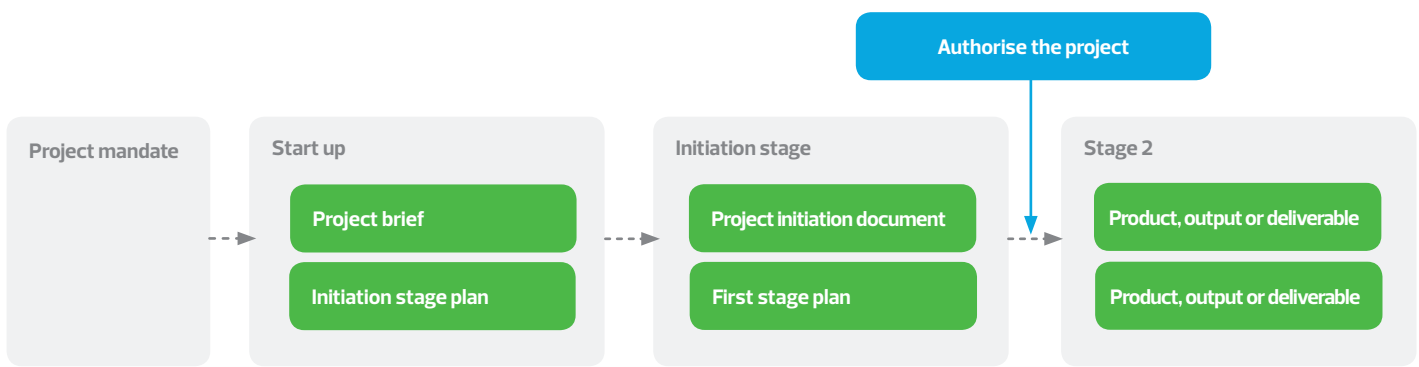 Authorise the project
Project mandate
Start up
Project brief
Initiation stage plan
Initiation stage
Project initiation document
First stage plan
Stage 2
Product, output or deliverable
Product, output or deliverable